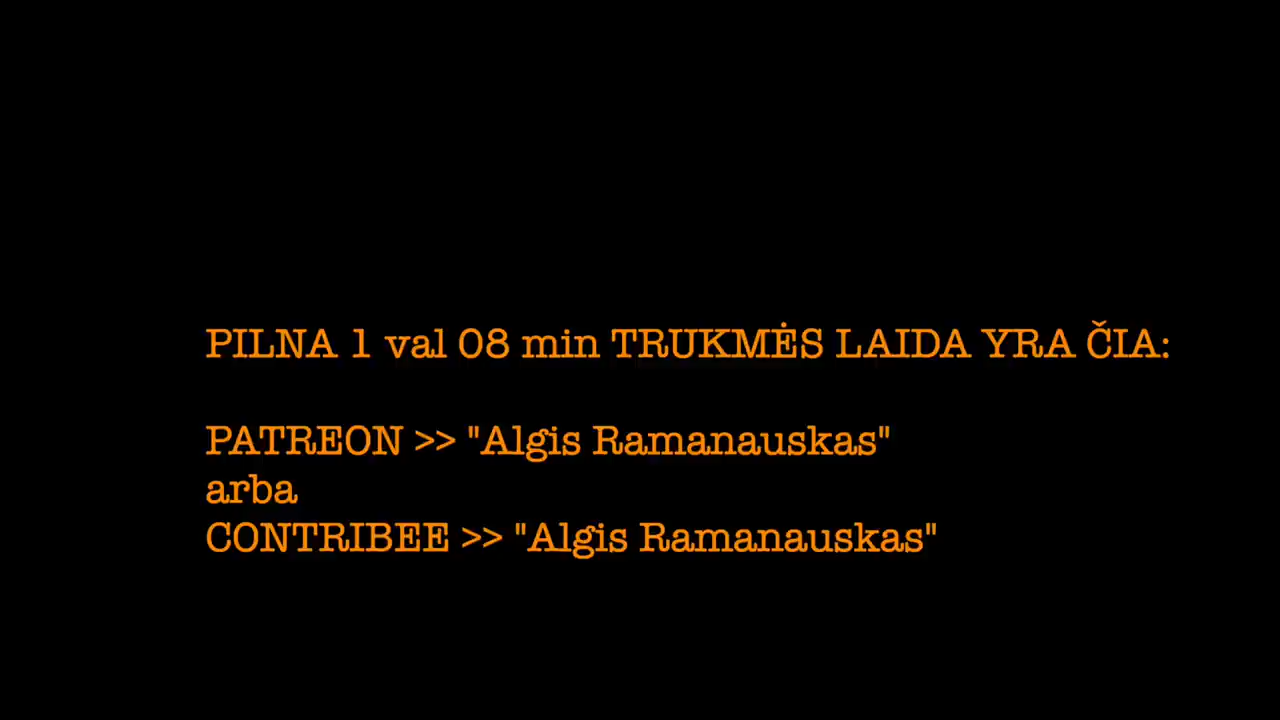 PILNA 1 val 08 min TRUKMĖS LAIDA YRA ČIA:
PATREON >> "Algis Ramanauskas"
arba
CONTRIBEE >> "Algis Ramanauskas"